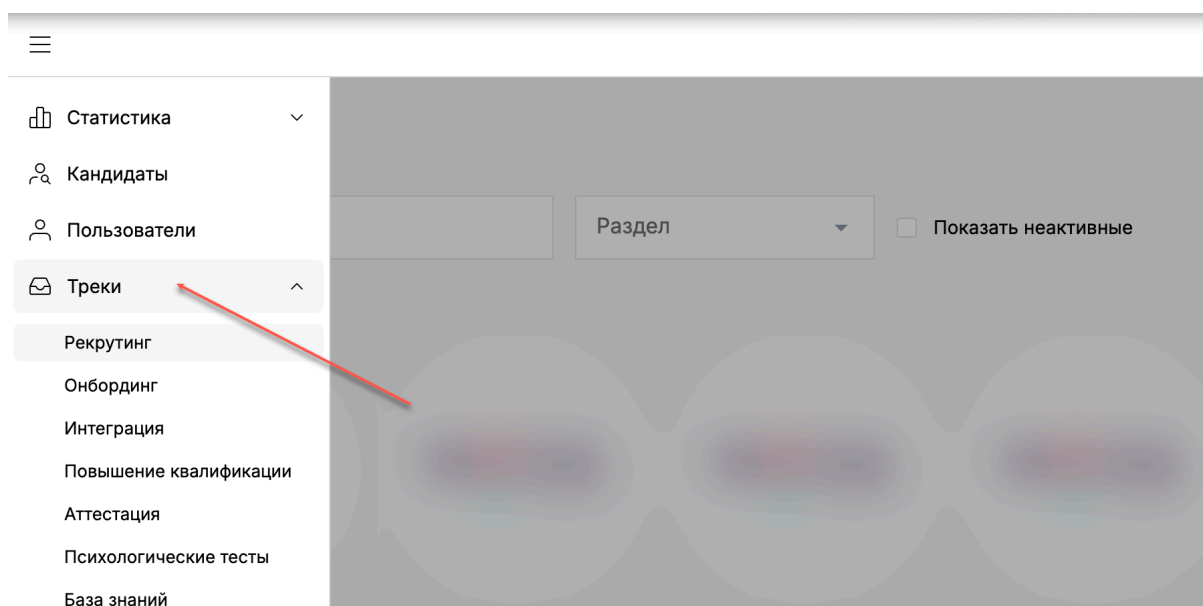 Статистика
Кандидаты
Пользователи
Раздел
Показать неактивные
Треки
Рекрутинг
Онбординг
Интеграция
Повышение квалификации
Аттестация
Психологические тесты
База знаний